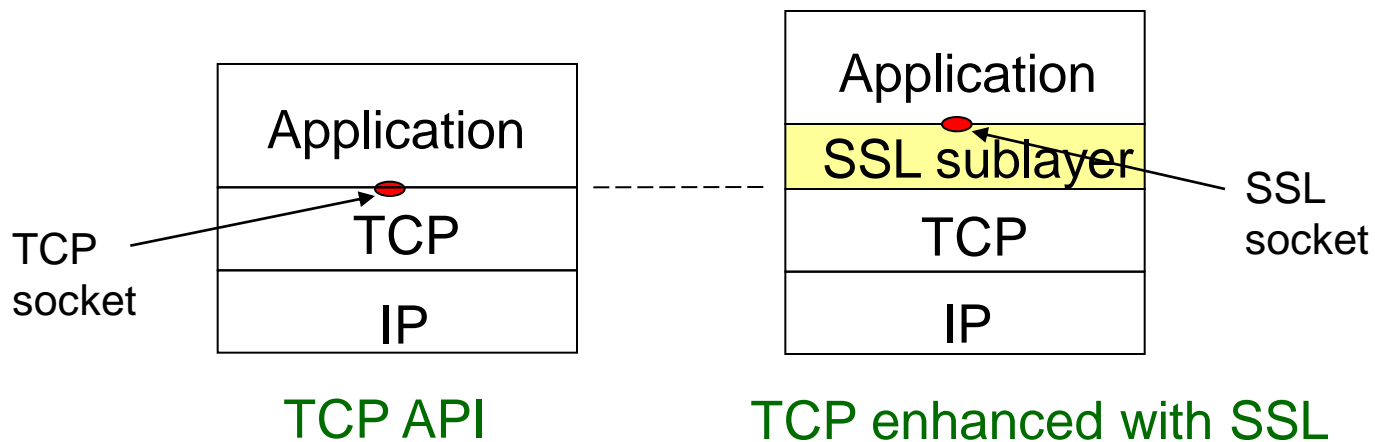 Application
TCP
IP
TCP
socket
TCP API
Application
SSL sublayer
TCP
IP
SSL
socket
TCP enhanced with SSL